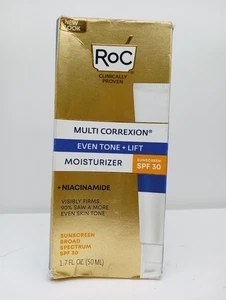 NEW
LOOK
RoC
CLINICALLY
PROVEN
MULTI CORREXION®
EVEN TONE + LIFT
MOISTURIZER
SUNSCREEN
SPF 30
+ NIACINAMIDE
VISIBLY FIRMS
90% SAW A MORE
EVEN SKIN TONE
SUNSCREEN
BROAD
SPECTRUM
SPF 30
1.7 FL. OZ. (50 ML)